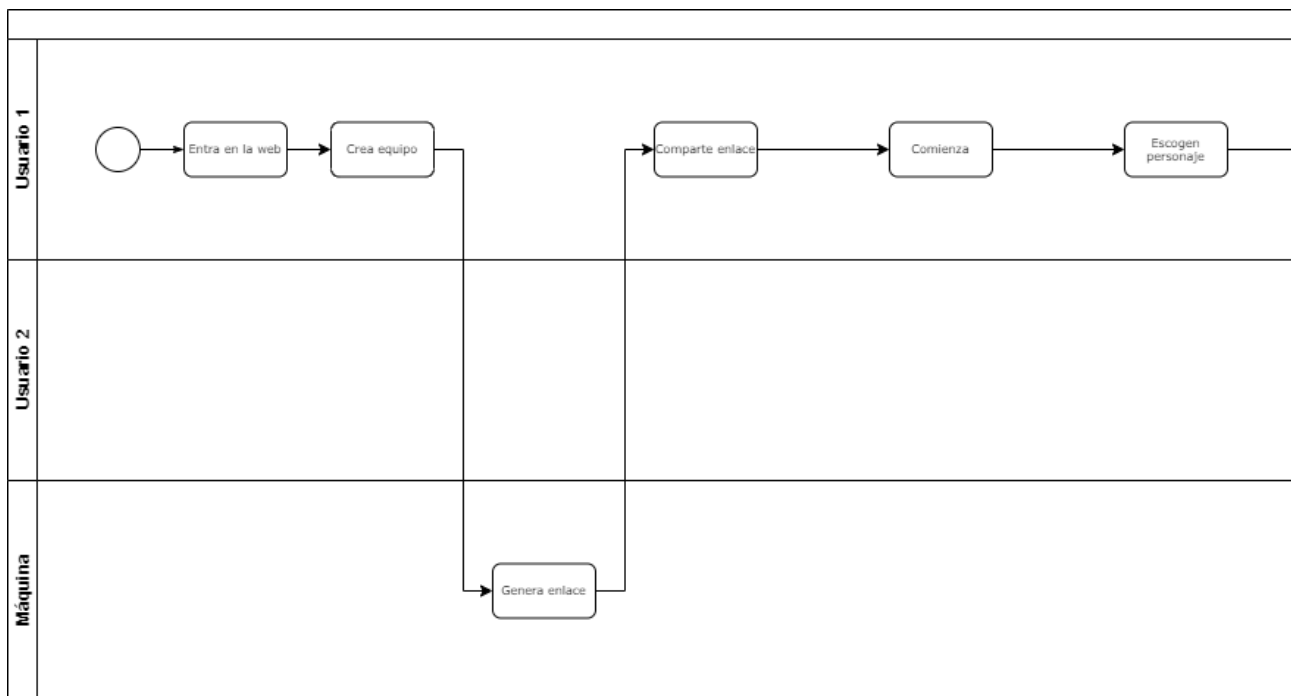 Usuario 1
Entra en la web
Crea equipo
Comparte enlace
Comienza
Escogen
personaje
Usuario 2
Máquina
Genera enlace